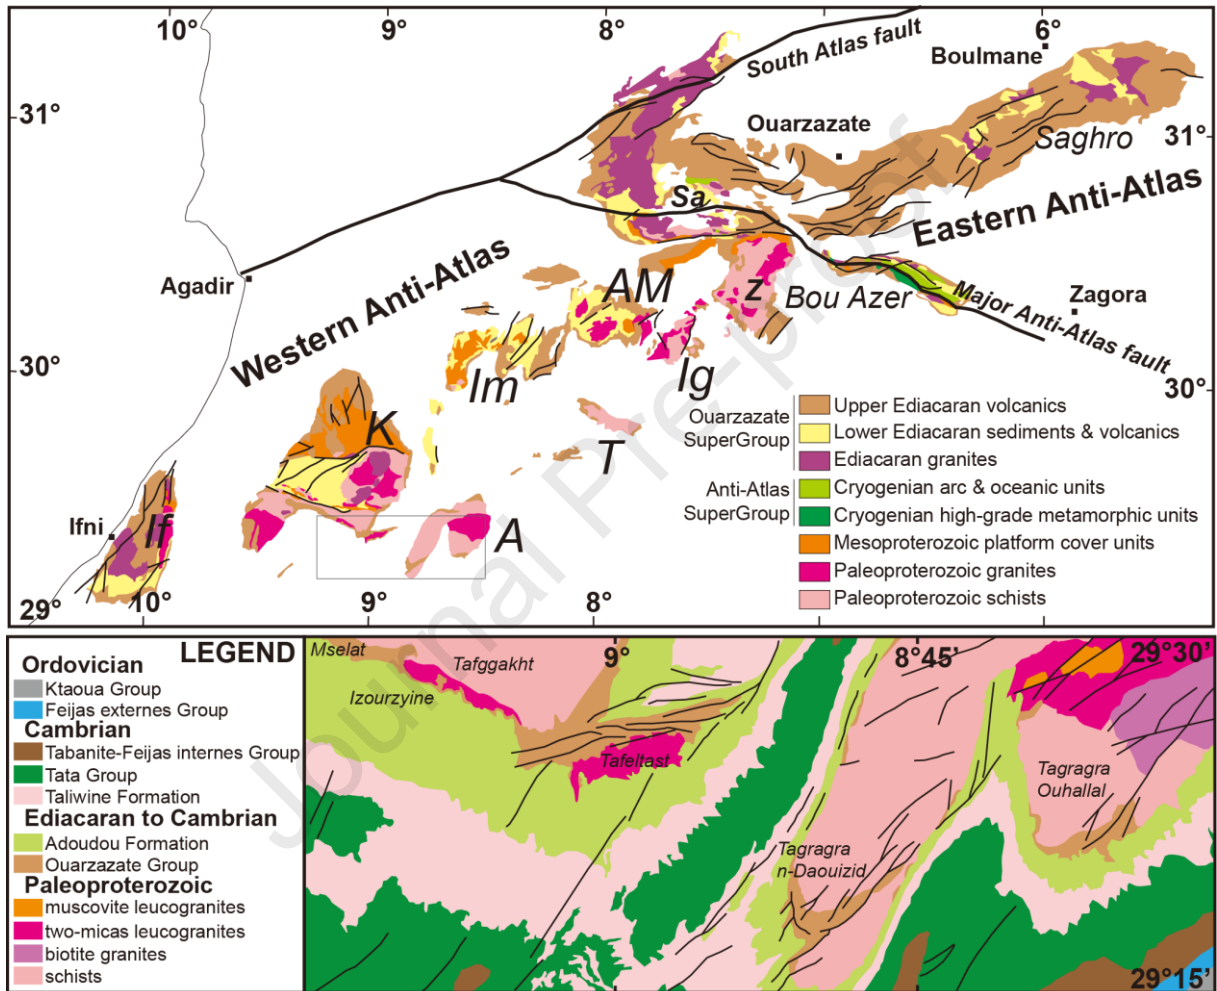 10°
9°
8°
6°
South Atlas fault
Boulmane
31°
Ouarzazate
31°
Saghro
Sa
Eastern Anti-Atlas
Western Anti-Atlas
Agadir
AM
z
Bou Azer
Major Anti-Atlas fault
Zagora
30°
Im
Ig
30°
K
T
Ouarzazate
SuperGroup
Upper Ediacaran volcanics
Lower Ediacaran sediments & volcanics
Ediacaran granites
Anti-Atlas
SuperGroup
Cryogenian arc & oceanic units
Cryogenian high-grade metamorphic units
Mesoproterozoic platform cover units
Paleoproterozoic granites
Paleoproterozoic schists
Ifni
If
A
29°
10°
9°
8°
Journal Pre-proof
LEGEND
Ordovician
Ktaoua Group
Feijas externes Group
Cambrian
Tabanite-Feijas internes Group
Tata Group
Taliwine Formation
Ediacaran to Cambrian
Adoudou Formation
Ouarzazate Group
Paleoproterozoic
muscovite leucogranites
two-micas leucogranites
biotite granites
schists
Mselat
Tafggakht
9°
8°45'
29°30'
Izourzyine
Tafeltast
Tagragra
Ouhallal
Tagragra
n-Daouizid
29°15'